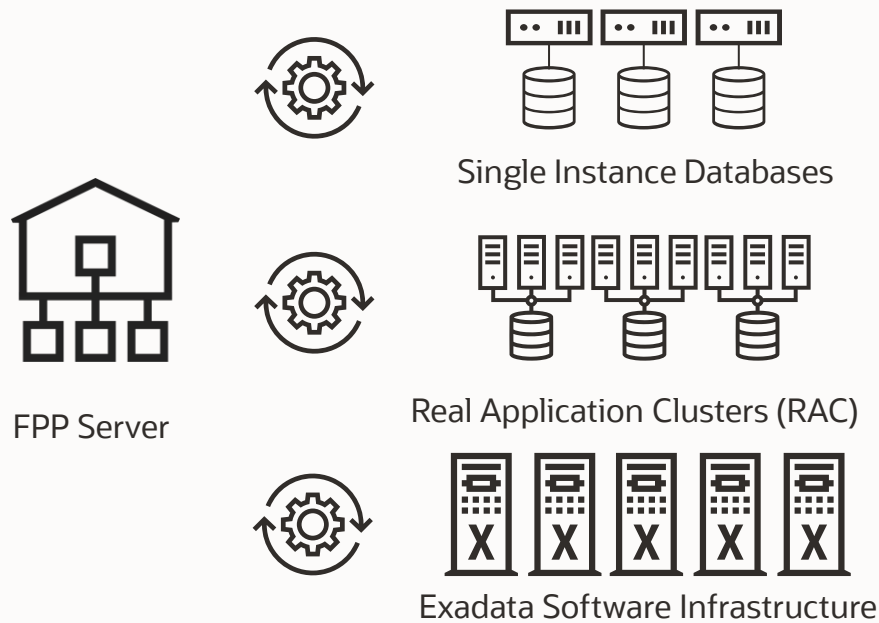 Single Instance Databases
FPP Server
Real Application Clusters (RAC)
X X X X X
Exadata Software Infrastructure